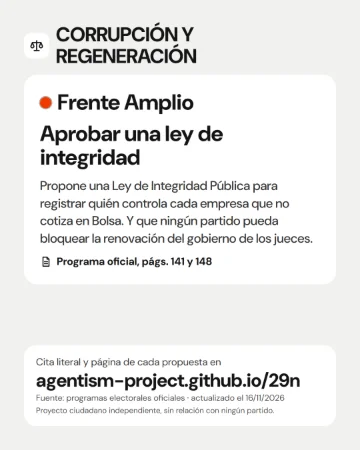 CORRUPCIÓN Y
REGENERACIÓN
Frente Amplio
Aprobar una ley de
integridad
Propone una Ley de Integridad Pública para
registrar quién controla cada empresa que no
cotiza en Bolsa. Y que ningún partido pueda
bloquear la renovación del gobierno de los jueces.
Programa oficial, págs. 141 y 148
Cita literal y página de cada propuesta en
agentism-project.github.io/29n
Fuente: programas electorales oficiales · actualizado el 16/11/2026
Proyecto ciudadano independiente, sin relación con ningún partido.